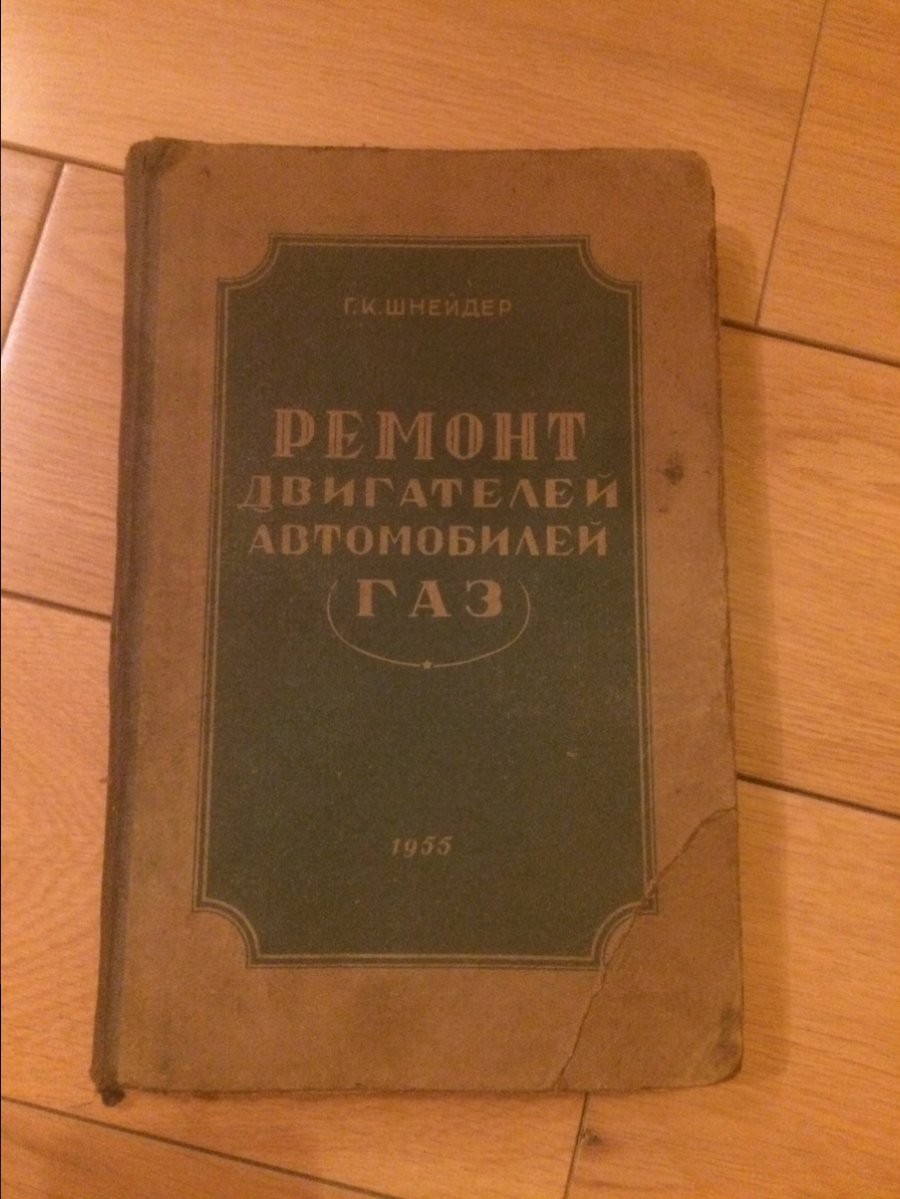 Г.К.ШНЕЙДЕР
РЕМОНТ
ДВИГАТЕЛЕЙ
АВТОМОБИЛЕЙ
ГАЗ
1955